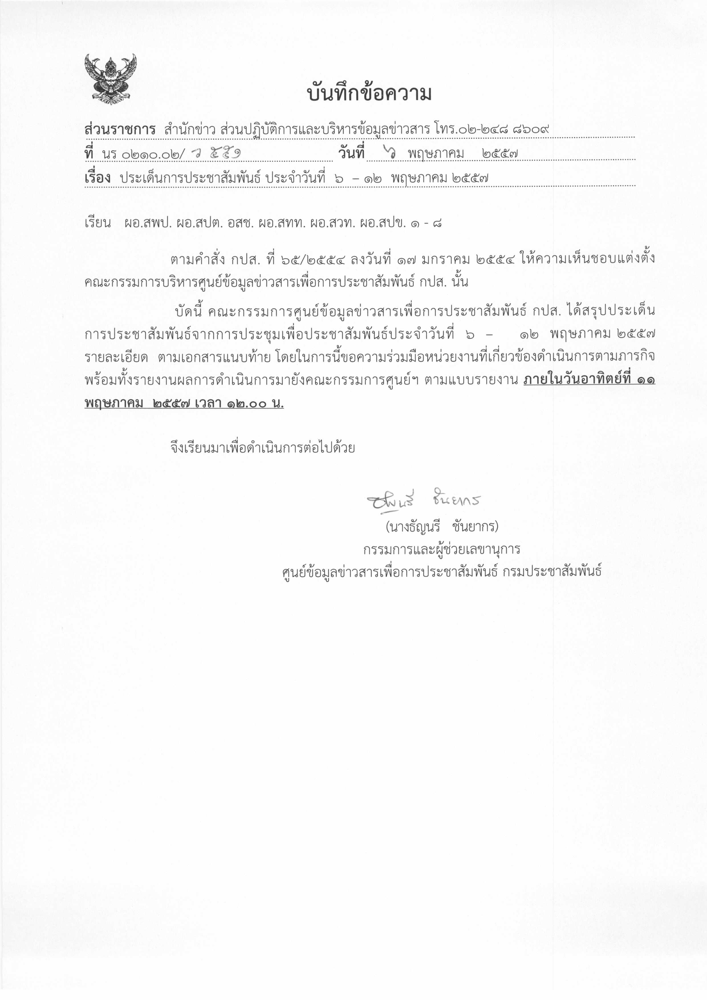 บันทึกข้อความ
ส่วนราชการ สำนักข่าว ส่วนปฏิบัติการและบริหารข้อมูลข่าวสาร โทร.๐๒-๒๔๘ ๘๖๐๙
ที่ นร ๐๒๑๐.๐๒/ ว ๕๕๑ วันที่ ๖ พฤษภาคม ๒๕๕๗
เรื่อง ประเด็นการประชาสัมพันธ์ ประจำวันที่ ๖ – ๑๒ พฤษภาคม ๒๕๕๗
เรียน ผอ.สพป. ผอ.สปต. อสช. ผอ.สทท. ผอ.สวท. ผอ.สปข. ๑ - ๘
ตามคำสั่ง กปส. ที่ ๖๕/๒๕๕๔ ลงวันที่ ๑๗ มกราคม ๒๕๕๔ ให้ความเห็นชอบแต่งตั้ง
คณะกรรมการบริหารศูนย์ข้อมูลข่าวสารเพื่อการประชาสัมพันธ์ กปส. นั้น
บัดนี้ คณะกรรมการศูนย์ข้อมูลข่าวสารเพื่อการประชาสัมพันธ์ กปส. ได้สรุปประเด็น
การประชาสัมพันธ์จากการประชุมเพื่อประชาสัมพันธ์ประจำวันที่ ๖ – ๑๒ พฤษภาคม ๒๕๕๗
รายละเอียด ตามเอกสารแนบท้าย โดยในการนี้ขอความร่วมมือหน่วยงานที่เกี่ยวข้องดำเนินการตามภารกิจ
พร้อมทั้งรายงานผลการดำเนินการมายังคณะกรรมการศูนย์ฯ ตามแบบรายงาน ภายในวันอาทิตย์ที่ ๑๑
พฤษภาคม ๒๕๕๗ เวลา ๑๒.๐๐ น.
จึงเรียนมาเพื่อดำเนินการต่อไปด้วย
ธัญนรี ชันยากร
(นางธัญนรี ชันยากร)
กรรมการและผู้ช่วยเลขานุการ
ศูนย์ข้อมูลข่าวสารเพื่อการประชาสัมพันธ์ กรมประชาสัมพันธ์